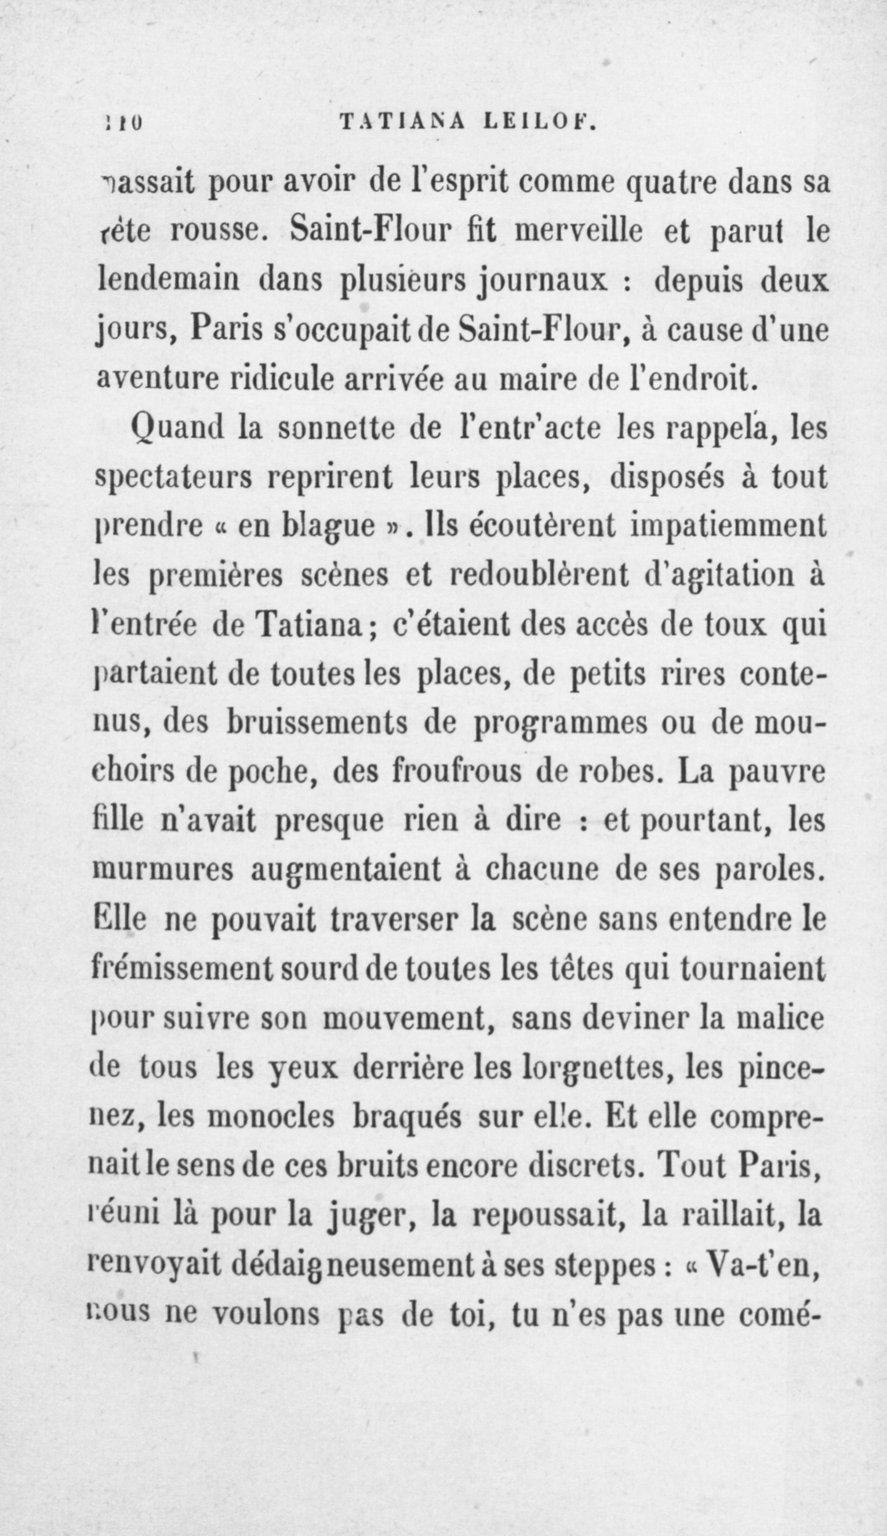 110 TATIANA LEILOF.
passait pour avoir de l'esprit comme quatre dans sa
tête rousse. Saint-Flour fit merveille et parut le
lendemain dans plusieurs journaux : depuis deux
jours, Paris s'occupait de Saint-Flour, à cause d'une
aventure ridicule arrivée au maire de l'endroit.
Quand la sonnette de l'entr'acte les rappela, les
spectateurs reprirent leurs places, disposés à tout
prendre « en blague ». Ils écoutèrent impatiemment
les premières scènes et redoublèrent d'agitation à
l'entrée de Tatiana; c'étaient des accès de toux qui
partaient de toutes les places, de petits rires conte-
nus, des bruissements de programmes ou de mou-
choirs de poche, des froufrous de robes. La pauvre
fille n'avait presque rien à dire : et pourtant, les
murmures augmentaient à chacune de ses paroles.
Elle ne pouvait traverser la scène sans entendre le
frémissement sourd de toutes les têtes qui tournaient
pour suivre son mouvement, sans deviner la malice
de tous les yeux derrière les lorgnettes, les pince-
nez, les monocles braqués sur elle. Et elle compre-
nait le sens de ces bruits encore discrets. Tout Paris,
réuni là pour la juger, la repoussait, la raillait, la
renvoyait dédaigneusement à ses steppes : « Va-t'en,
nous ne voulons pas de toi, tu n'es pas une comé-